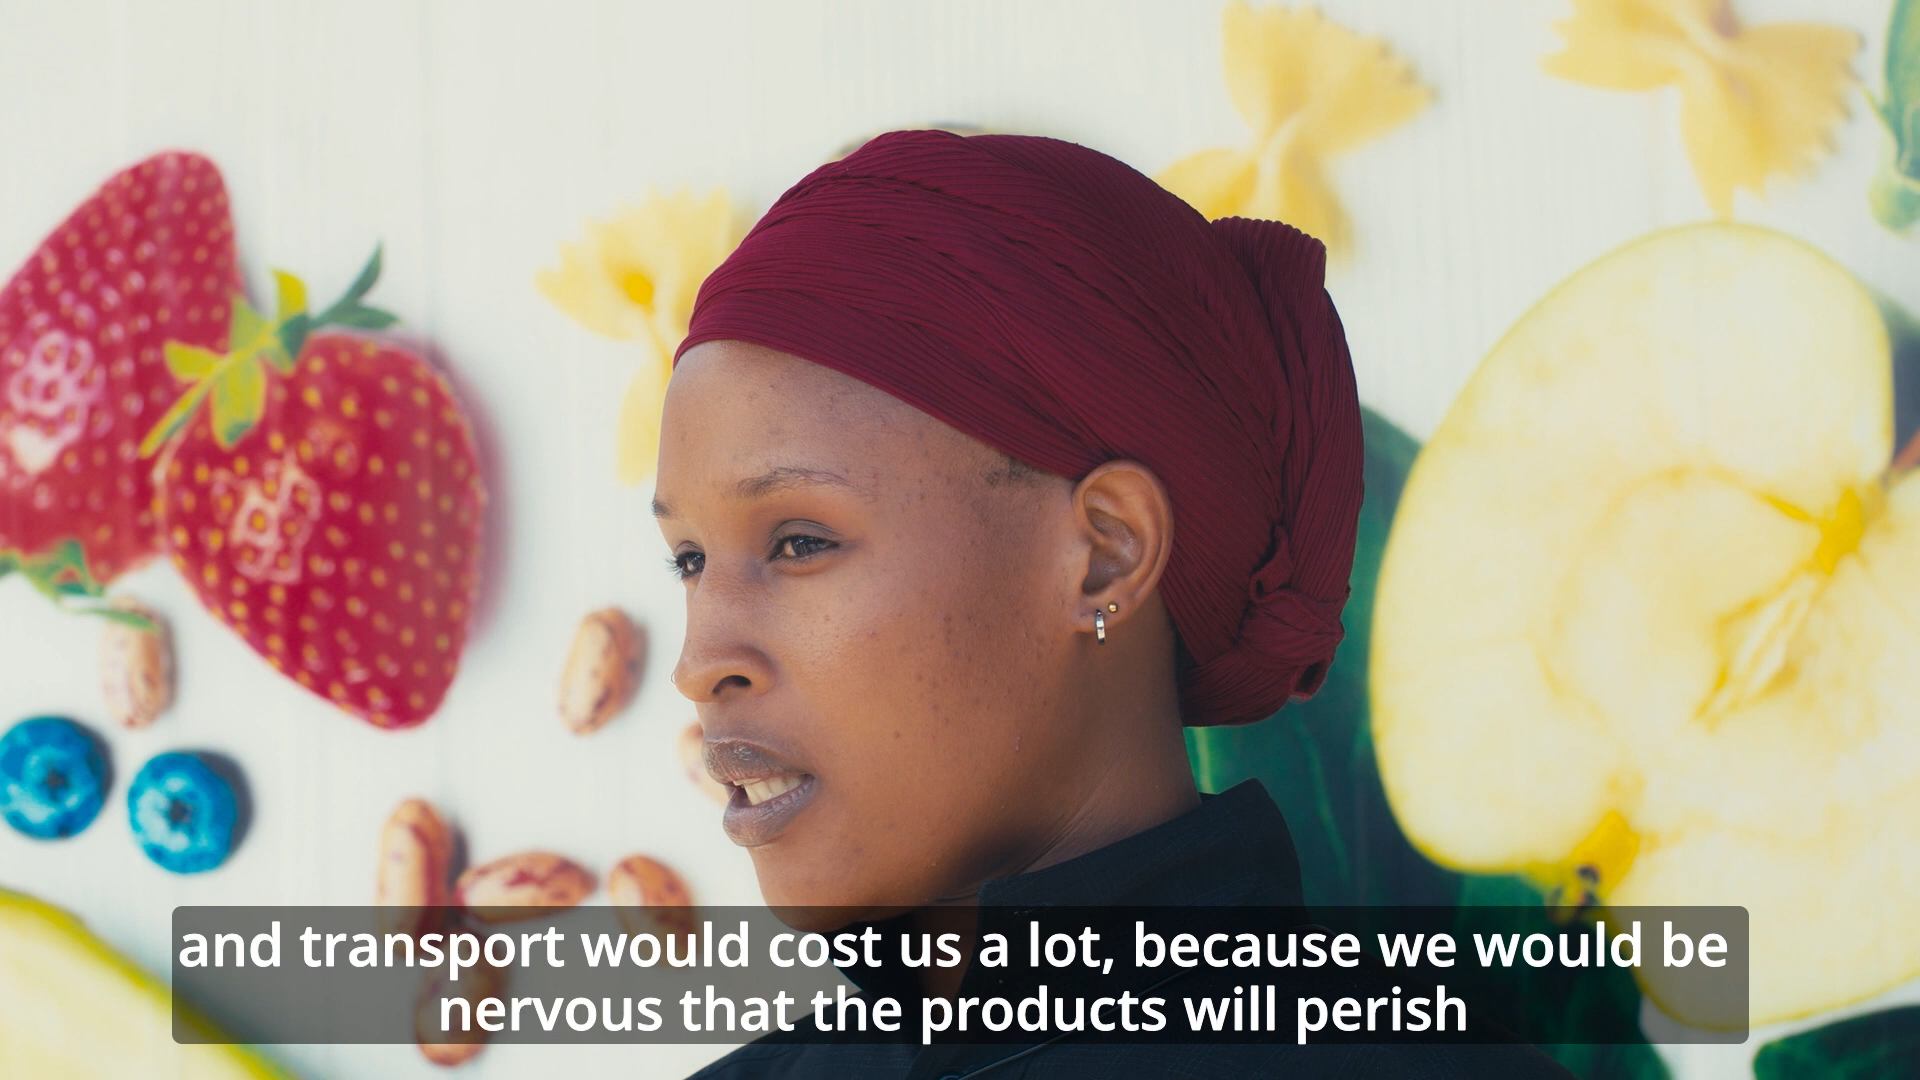 and transport would cost us a lot, because we would be
nervous that the products will perish